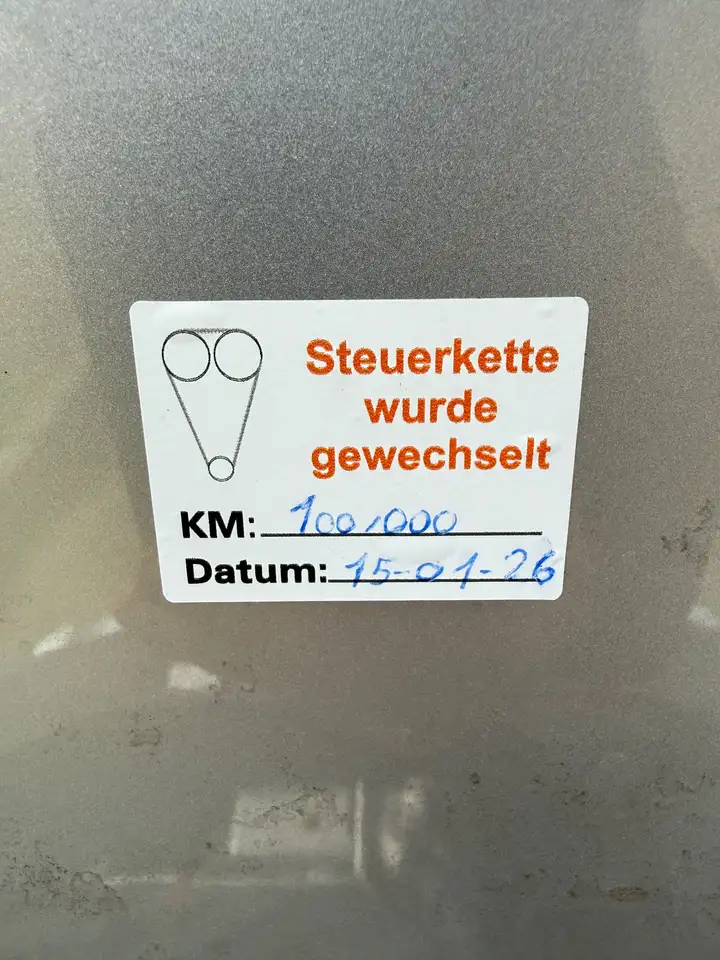 Steuerkette
wurde
gewechselt
KM: 100,000
Datum: 15-01-26